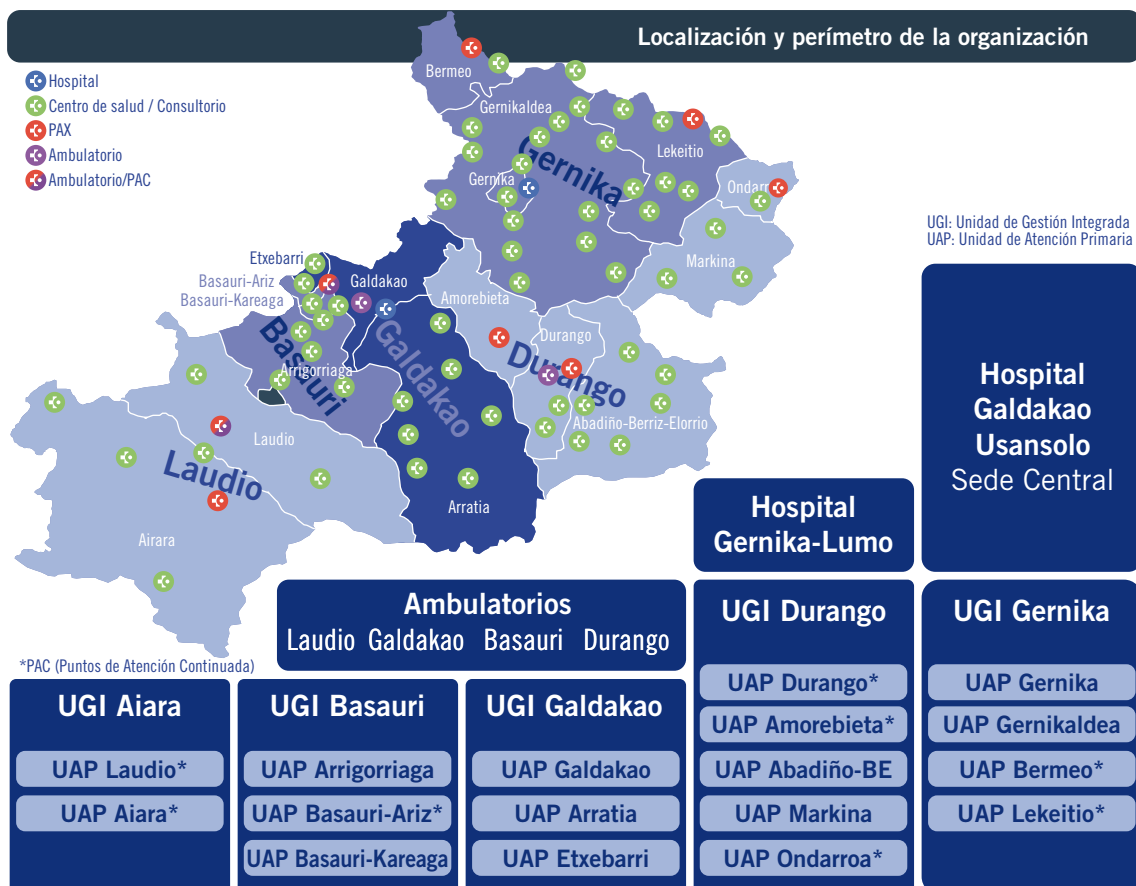 Localización y perímetro de la organización
Hospital
Centro de salud / Consultorio
PAX
Ambulatorio
Ambulatorio/PAC
Bermeo
Gernikaldea
Lekeitio
Gernika
Gernika
Ondarr
Markina
Etxebarri
Basauri-Ariz
Basauri-Kareaga
Galdakao
Amorebieta
Durango
Basauri
Galdakao
Durango
Arrigorriaga
Abadiño-Berriz-Elorrio
Laudio
Laudio
Arratia
Airara
UGI: Unidad de Gestión Integrada
UAP: Unidad de Atención Primaria
Hospital
Galdakao
Usansolo
Sede Central
Hospital
Gernika-Lumo
Ambulatorios
Laudio Galdakao Basauri Durango
*PAC (Puntos de Atención Continuada)
UGI Aiara
UAP Laudio*
UAP Aiara*
UGI Basauri
UAP Arrigorriaga
UAP Basauri-Ariz*
UAP Basauri-Kareaga
UGI Galdakao
UAP Galdakao
UAP Arratia
UAP Etxebarri
UGI Durango
UAP Durango*
UAP Amorebieta*
UAP Abadiño-BE
UAP Markina
UAP Ondarroa*
UGI Gernika
UAP Gernika
UAP Gernikaldea
UAP Bermeo*
UAP Lekeitio*